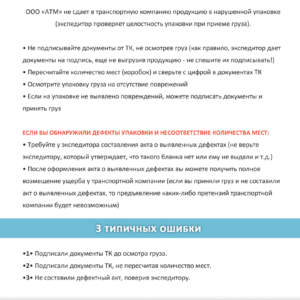 ООО «АТМ» не сдает в транспортную компанию продукцию в нарушенной упаковке
(экспедитор проверяет целостность упаковки при приеме груза).
• Не подписывайте документы от ТК, не осмотрев груз (как правило, экспедитор дает
документы на подпись, еще не выгрузив продукцию - не спешите их подписывать!)
• Пересчитайте количество мест (коробок) и сверьте с цифрой в документах ТК
• Осмотрите упаковку груза на отсутствие повреждений
• Если на упаковке не выявлено повреждений, можете подписать документы и
принять груз
ЕСЛИ ВЫ ОБНАРУЖИЛИ ДЕФЕКТЫ УПАКОВКИ И НЕСООТВЕТСТВИЕ КОЛИЧЕСТВА МЕСТ:
• Требуйте у экспедитора составления акта о выявленных дефектах (не верьте
экспедитору, который утверждает, что такого бланка нет или ему не выдали и т.д.)
• После оформления акта о выявленных дефектах вы можете получить полное
возмещение ущерба у транспортной компании (если вы приняли груз и не составили
акт о выявленных дефектах, то предъявление каких-либо претензий транспортной
компании будет невозможным)
3 типичных ошибки
•1• Подписали документы ТК до осмотра груза.
•2• Подписали документы ТК, не пересчитав количество мест.
•3• Не составили дефектный акт, поверив экспедитору.